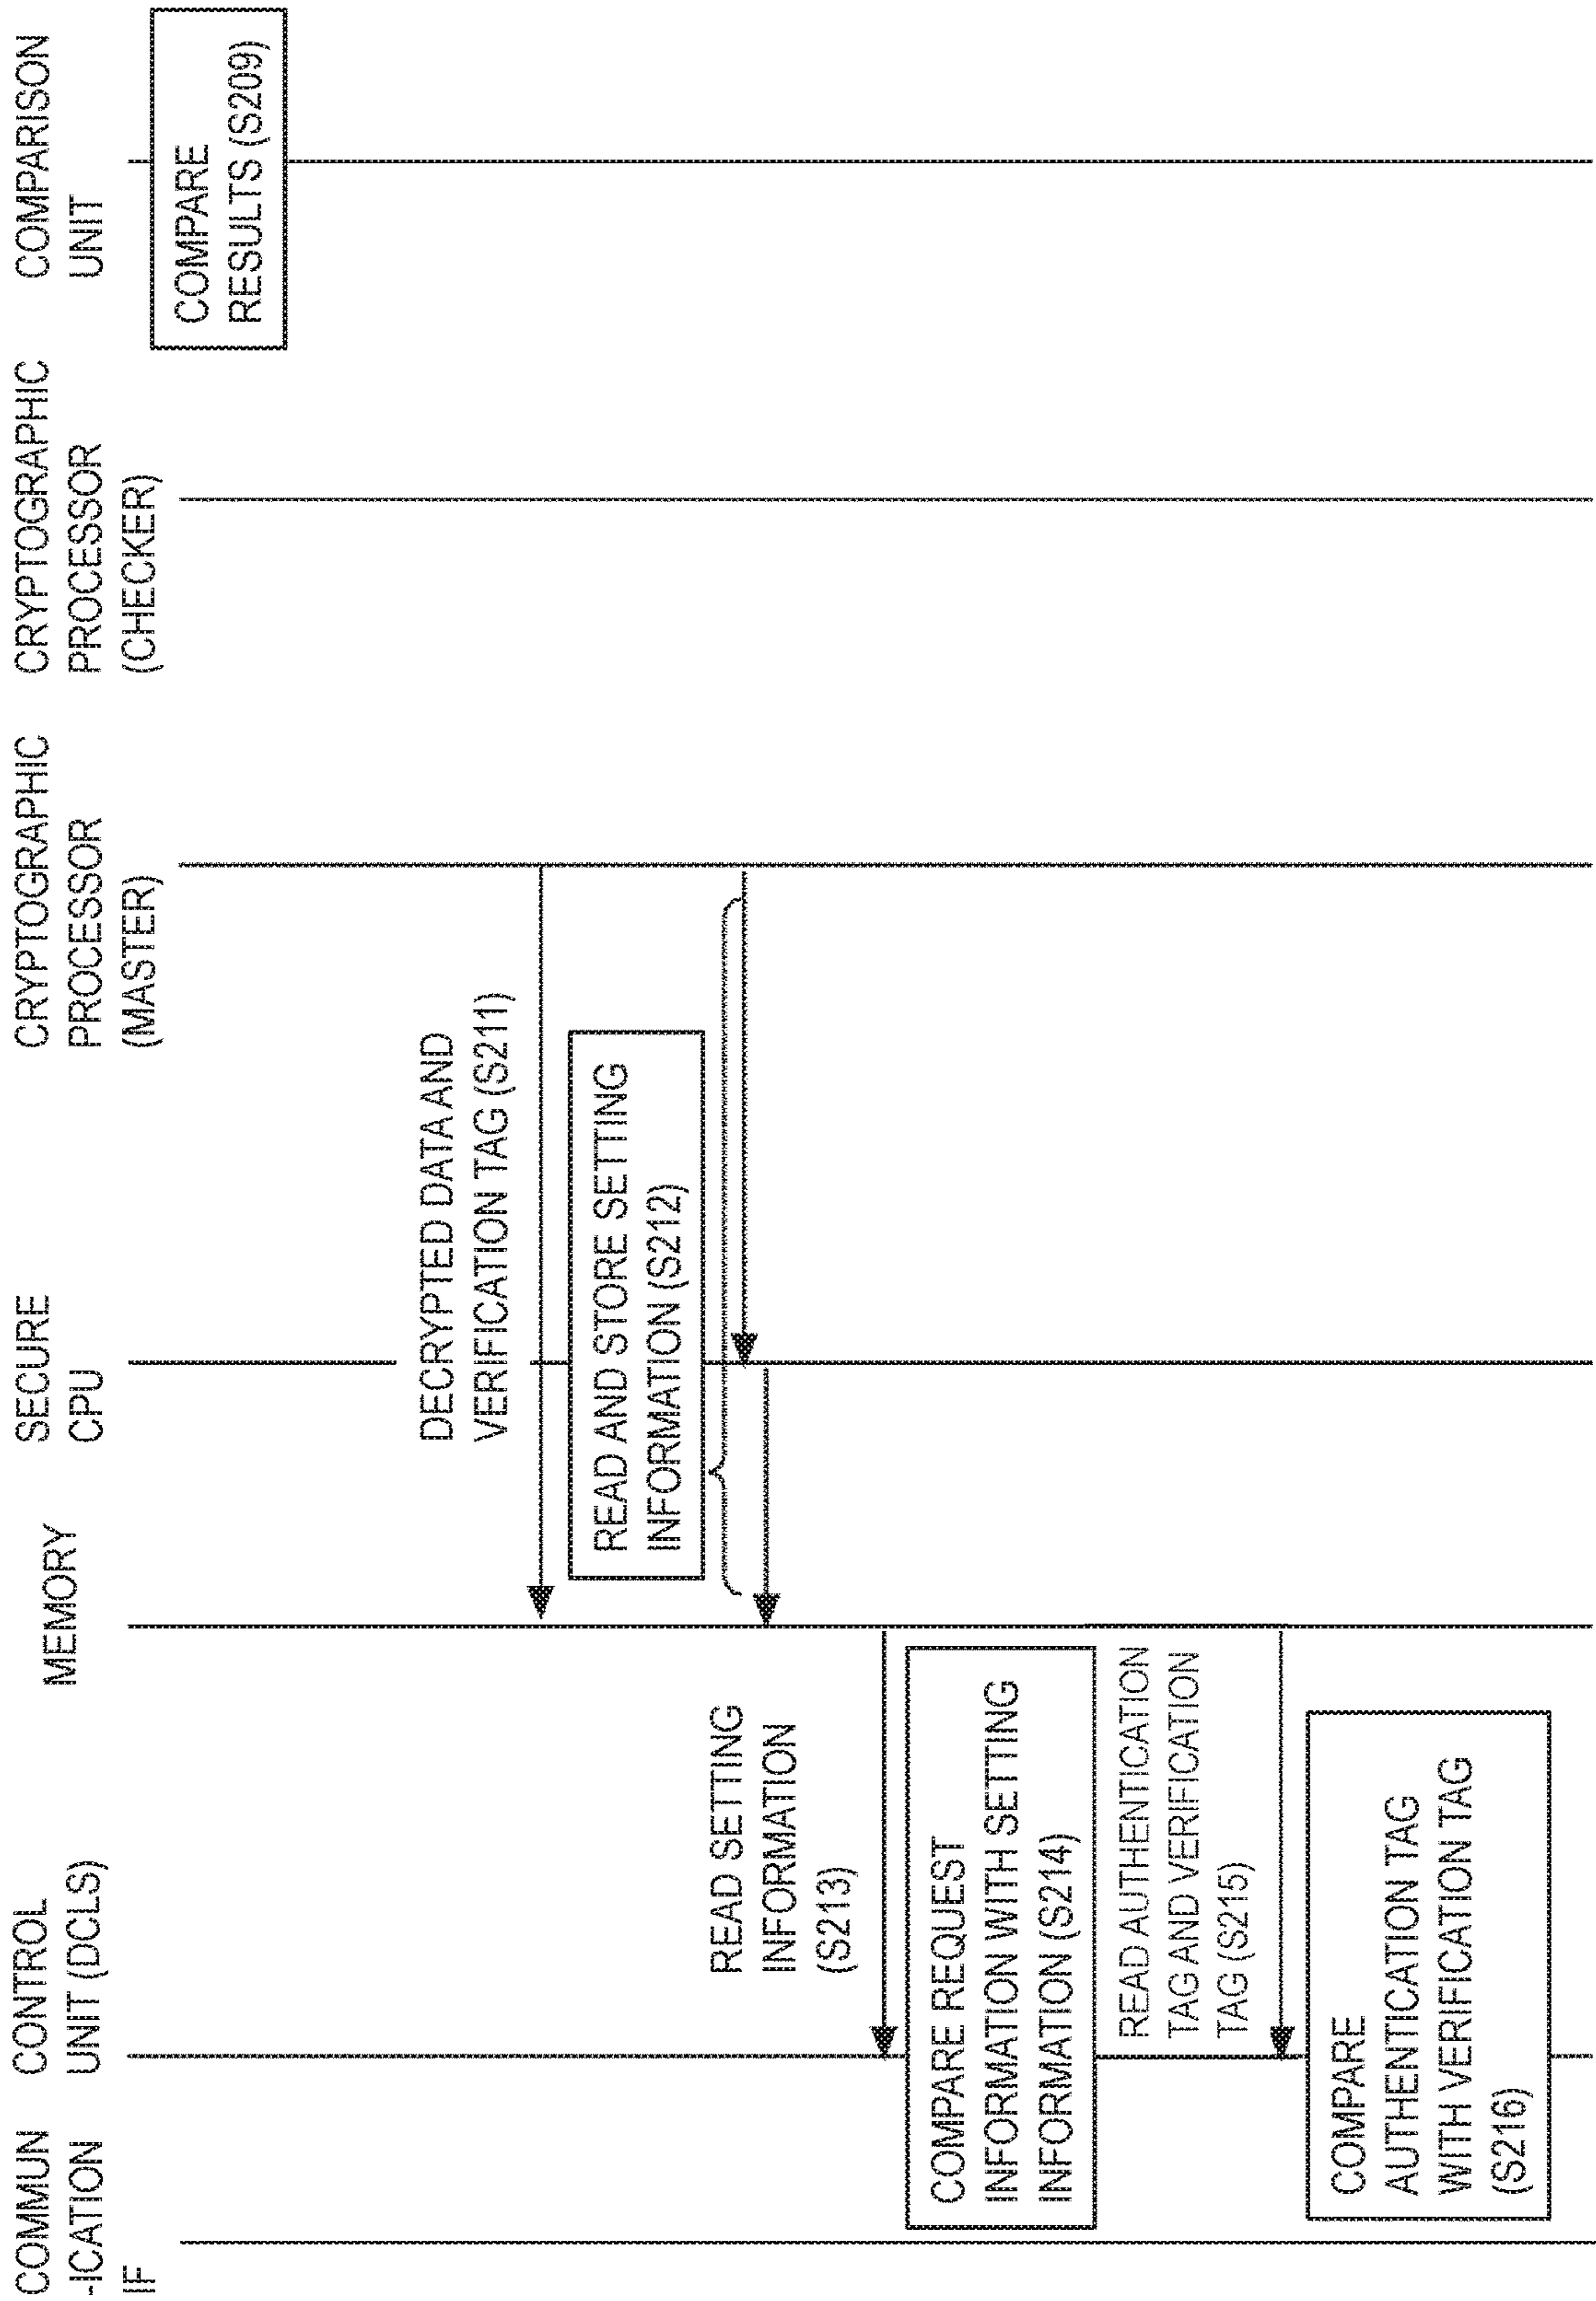 COMMUN
-ICATION
IF
CONTROL
UNIT (DCLS)
MEMORY
SECURE
CPU
CRYPTOGRAPHIC
PROCESSOR
(MASTER)
CRYPTOGRAPHIC
PROCESSOR
(CHECKER)
COMPARISON
UNIT
COMPARE
RESULTS (S209)
DECRYPTED DATA AND
VERIFICATION TAG (S211)
READ AND STORE SETTING
INFORMATION (S212)
READ SETTING
INFORMATION
(S213)
COMPARE REQUEST
INFORMATION WITH SETTING
INFORMATION (S214)
READ AUTHENTICATION
TAG AND VERIFICATION
TAG (S215)
COMPARE
AUTHENTICATION TAG
WITH VERIFICATION TAG
(S216)